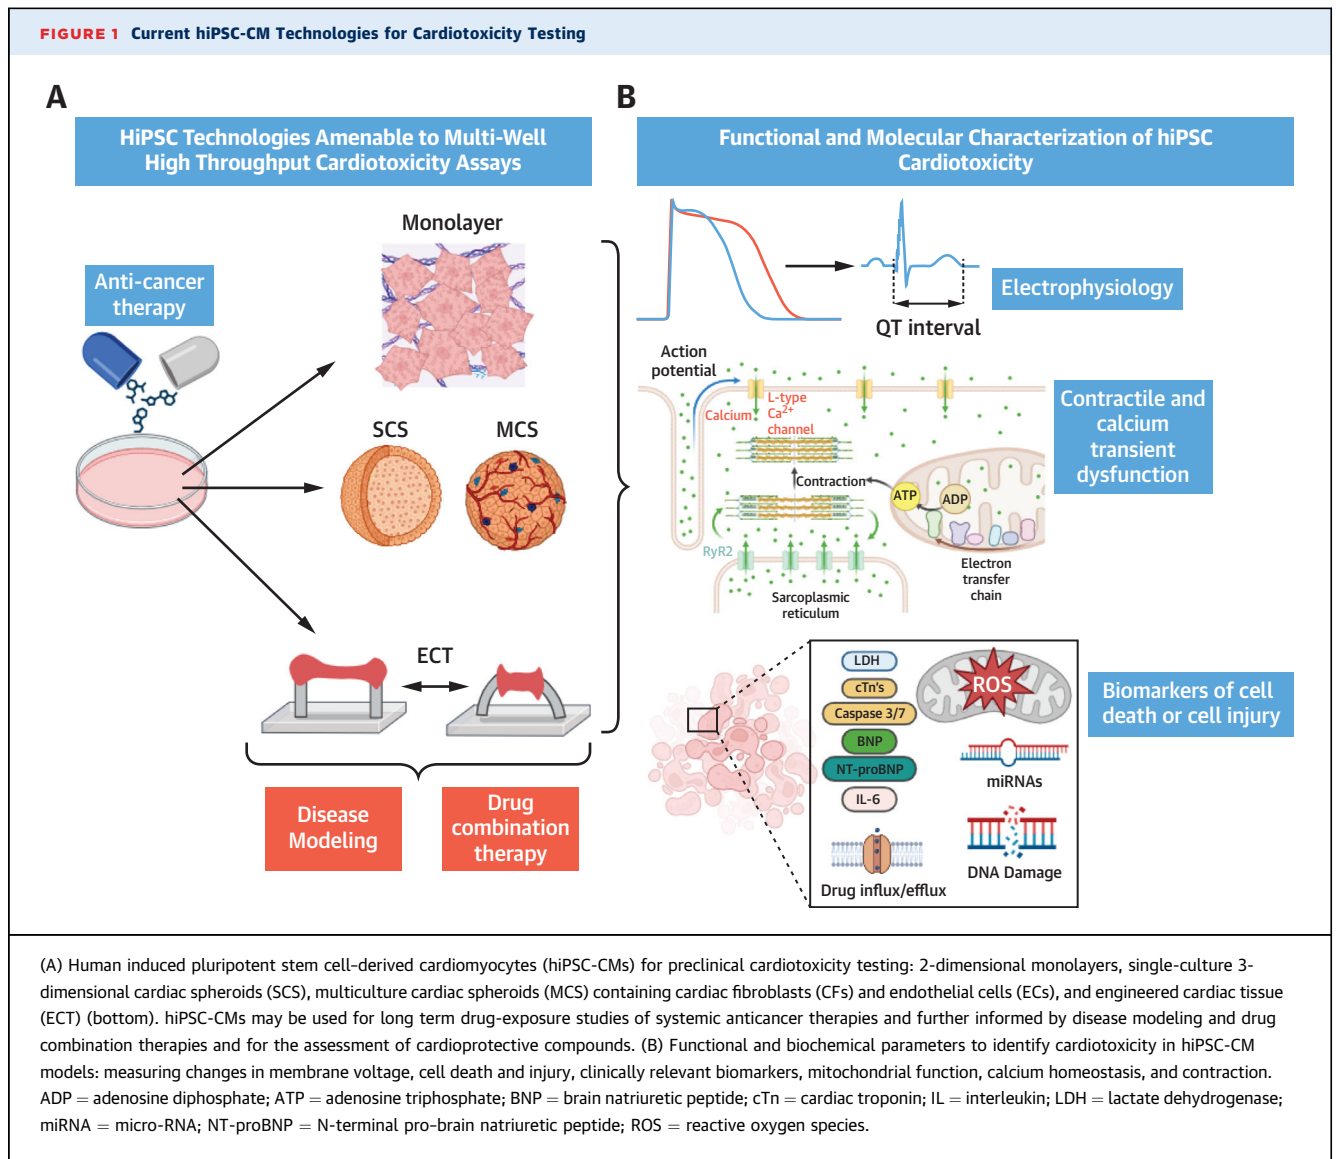 FIGURE 1 Current hiPSC-CM Technologies for Cardiotoxicity Testing
A
HiPSC Technologies Amenable to Multi-Well
High Throughput Cardiotoxicity Assays
Anti-cancer
therapy
Monolayer
SCS
MCS
ECT
Disease
Modeling
Drug
combination
therapy
B
Functional and Molecular Characterization of hiPSC
Cardiotoxicity
QT interval
Electrophysiology
Action
potential
Calcium
L-type
Ca2+
channel
Contraction
ATP
ADP
RyR2
Electron
transfer
chain
Sarcoplasmic
reticulum
Contractile and
calcium
transient
dysfunction
LDH
cTn's
Caspase 3/7
BNP
NT-proBNP
IL-6
Drug influx/efflux
ROS
miRNAs
DNA Damage
Biomarkers of cell
death or cell injury
(A) Human induced pluripotent stem cell–derived cardiomyocytes (hiPSC-CMs) for preclinical cardiotoxicity testing: 2-dimensional monolayers, single-culture 3-
dimensional cardiac spheroids (SCS), multiculture cardiac spheroids (MCS) containing cardiac fibroblasts (CFs) and endothelial cells (ECs), and engineered cardiac tissue
(ECT) (bottom). hiPSC-CMs may be used for long term drug-exposure studies of systemic anticancer therapies and further informed by disease modeling and drug
combination therapies and for the assessment of cardioprotective compounds. (B) Functional and biochemical parameters to identify cardiotoxicity in hiPSC-CM
models: measuring changes in membrane voltage, cell death and injury, clinically relevant biomarkers, mitochondrial function, calcium homeostasis, and contraction.
ADP = adenosine diphosphate; ATP = adenosine triphosphate; BNP = brain natriuretic peptide; cTn = cardiac troponin; IL = interleukin; LDH = lactate dehydrogenase;
miRNA = micro-RNA; NT-proBNP = N-terminal pro–brain natriuretic peptide; ROS = reactive oxygen species.